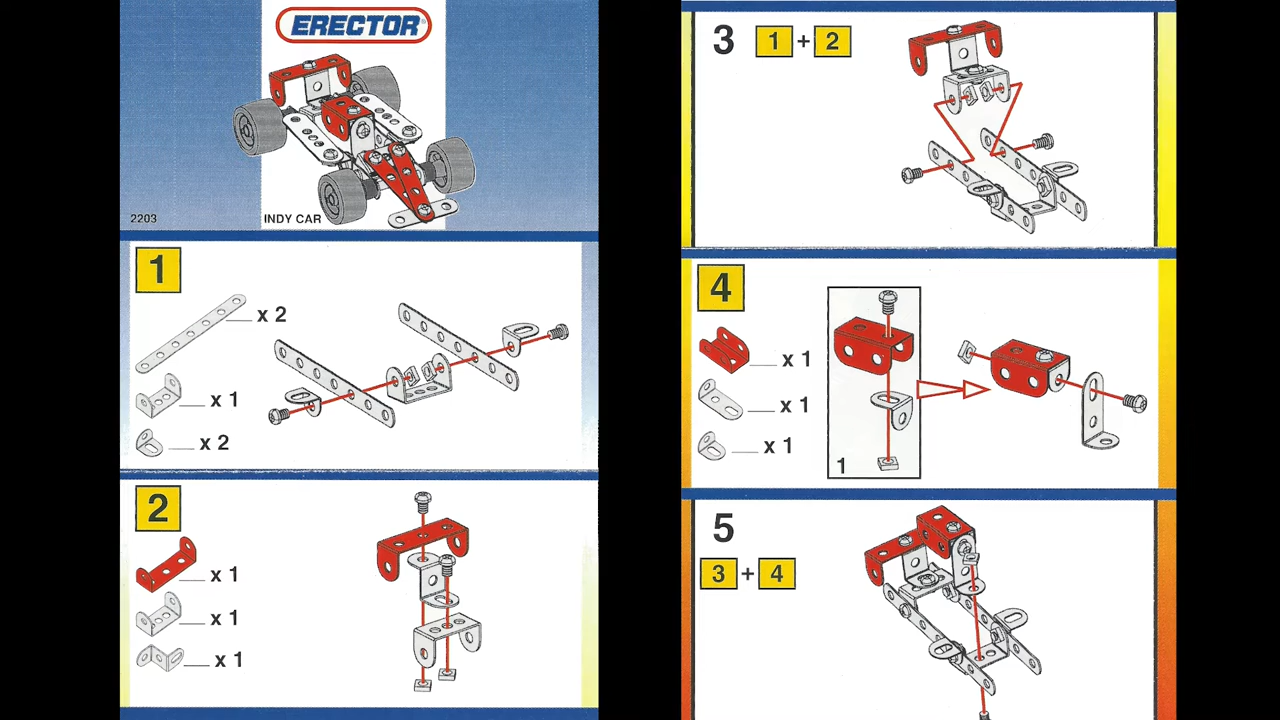 ERECTOR®
2203
INDY CAR
1
x 2
x 1
x 2
2
x 1
x 1
x 1
3
1 + 2
4
x 1
x 1
x 1
1
5
3 + 4